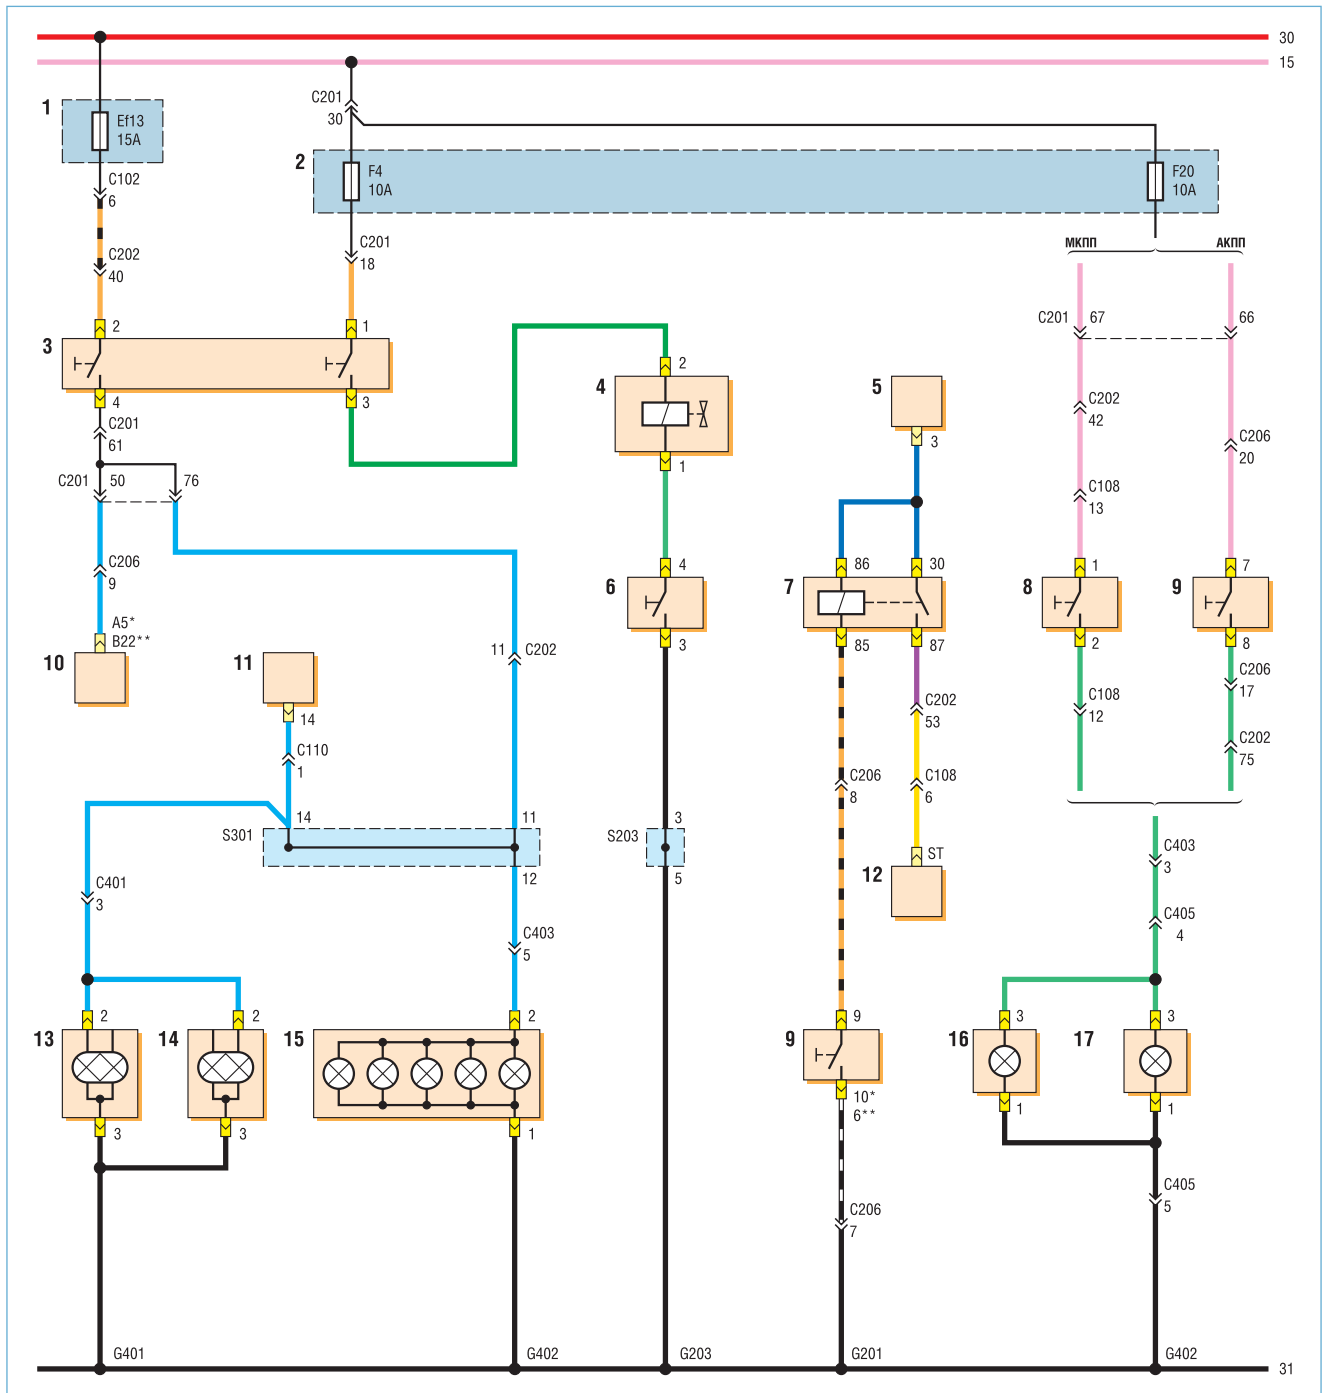 30
15
1
Ef13
15A
C201
30
2
F4
10A
F20
10A
C102
6
C202
40
C201
18
МКПП
АКПП
C201
67
66
2
1
3
4
3
C201
61
C201
50
76
2
4
1
5
3
C202
42
C206
20
C108
13
C206
9
A5*
B22**
10
11
14
C110
1
11
C202
4
6
3
86
30
7
85
87
1
8
2
7
9
8
C202
53
C108
12
C206
17
C202
75
C206
8
C108
6
ST
12
14
S301
11
12
S203
3
5
C401
3
C403
5
C403
3
C405
4
2
13
3
2
14
3
2
15
1
9
9
10*
6**
3
16
1
3
17
1
C206
7
C405
5
G401
G402
G203
G201
G402
31